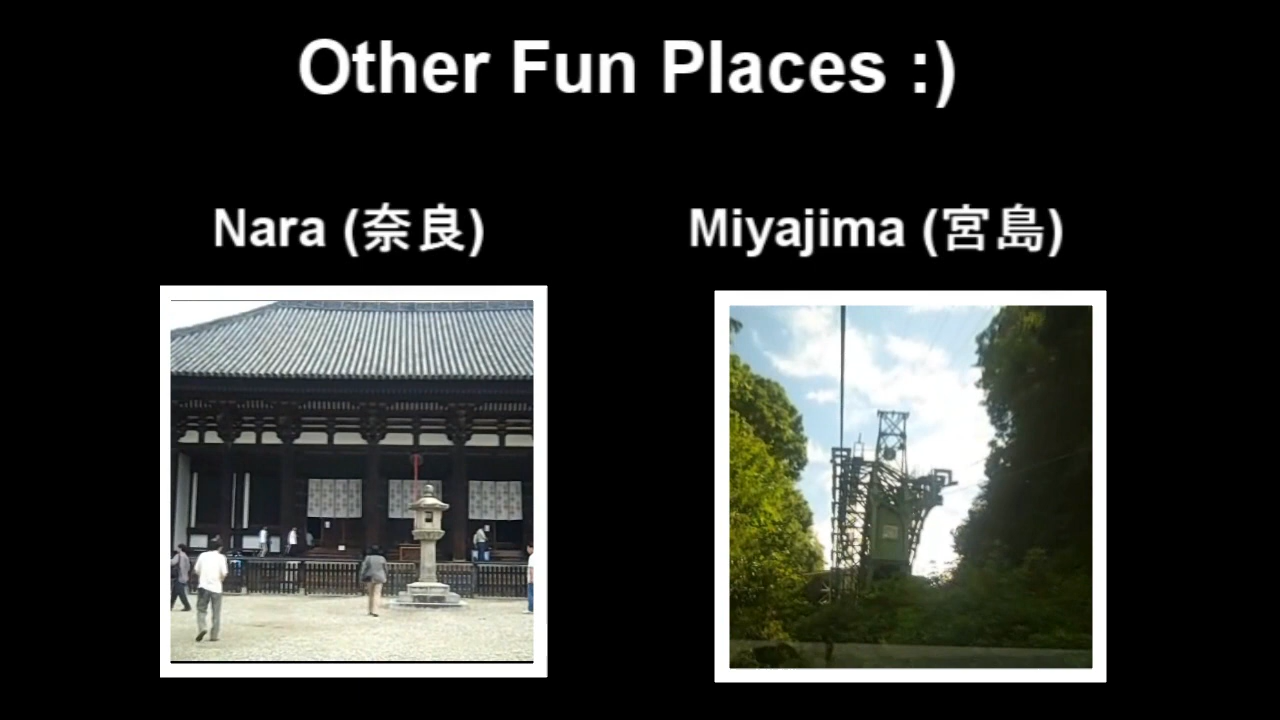 Other Fun Places :)
Nara (奈良)
Miyajima (宮島)